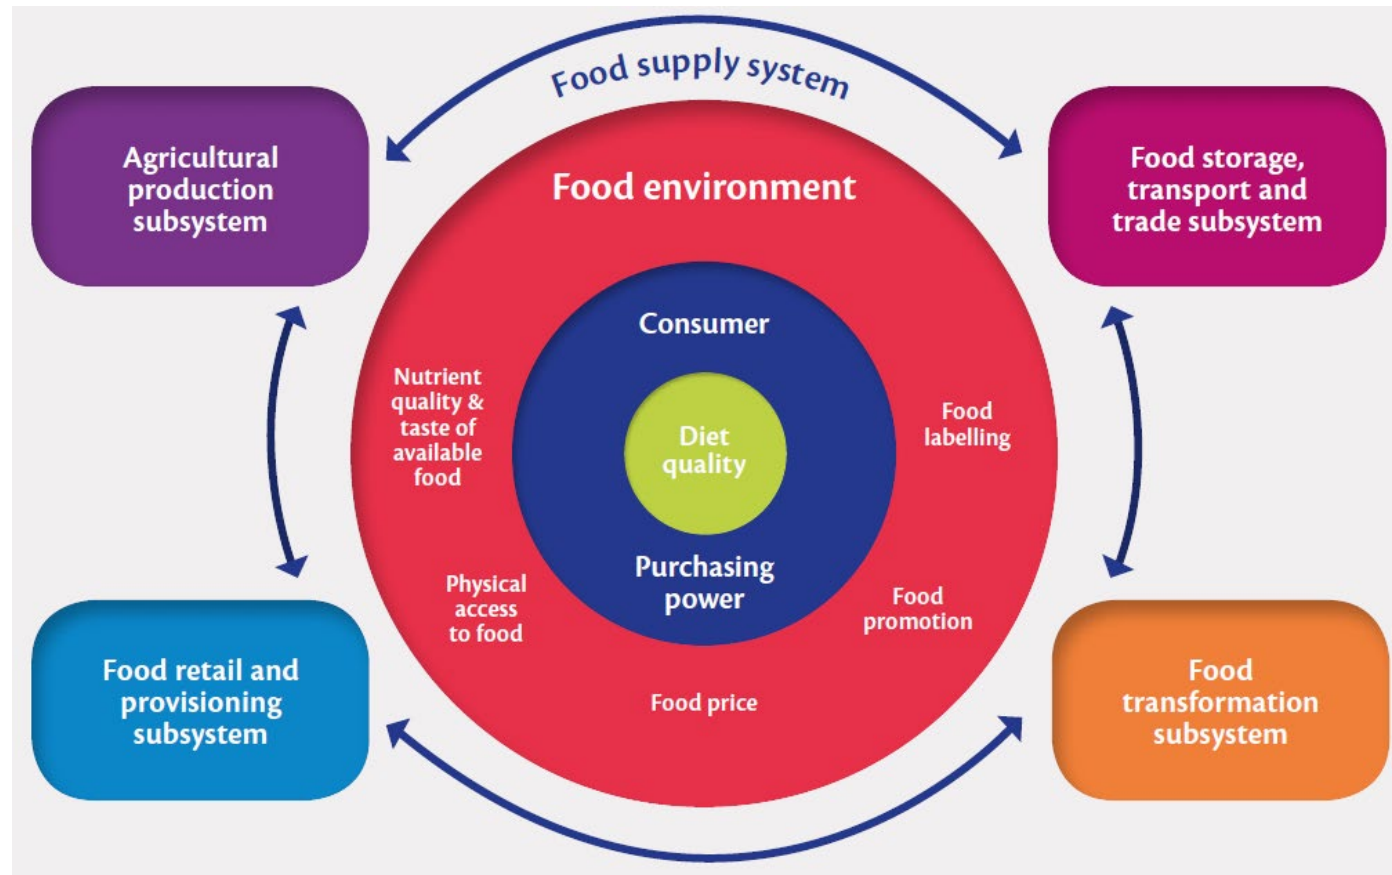 Food supply system
Agricultural
production
subsystem
Food storage,
transport and
trade subsystem
Food environment
Consumer
Nutrient
quality &
taste of
available
food
Diet
quality
Food
labelling
Physical
access
to food
Purchasing
power
Food
promotion
Food price
Food retail and
provisioning
subsystem
Food
transformation
subsystem